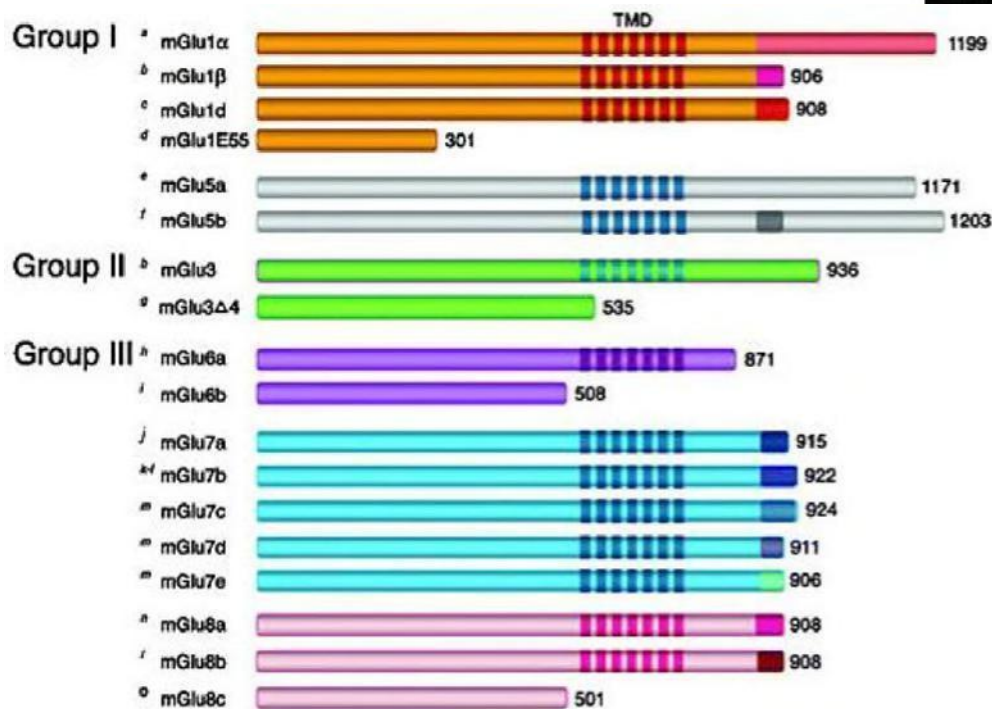 TMD
Group I a mGlu1α 1199
b mGlu1β 906
c mGlu1d 908
d mGlu1E55 301
e mGlu5a 1171
f mGlu5b 1203
Group II b mGlu3 936
g mGlu3Δ4 535
Group III h mGlu6a 871
i mGlu6b 508
j mGlu7a 915
k-l mGlu7b 922
m mGlu7c 924
m mGlu7d 911
m mGlu7e 906
n mGlu8a 908
r mGlu8b 908
o mGlu8c 501